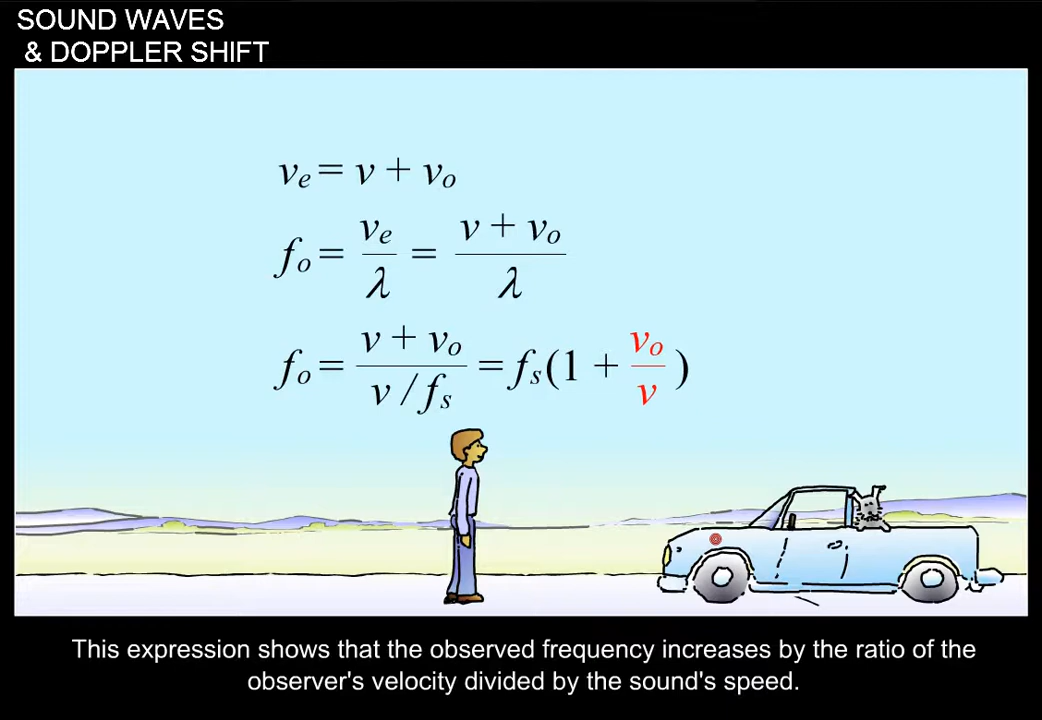 SOUND WAVES
& DOPPLER SHIFT
vₑ = v + vₒ
fₒ = vₑ/λ = (v + vₒ)/λ
fₒ = (v + vₒ)/(v / fₛ) = fₛ(1 + vₒ/v)
This expression shows that the observed frequency increases by the ratio of the
observer's velocity divided by the sound's speed.